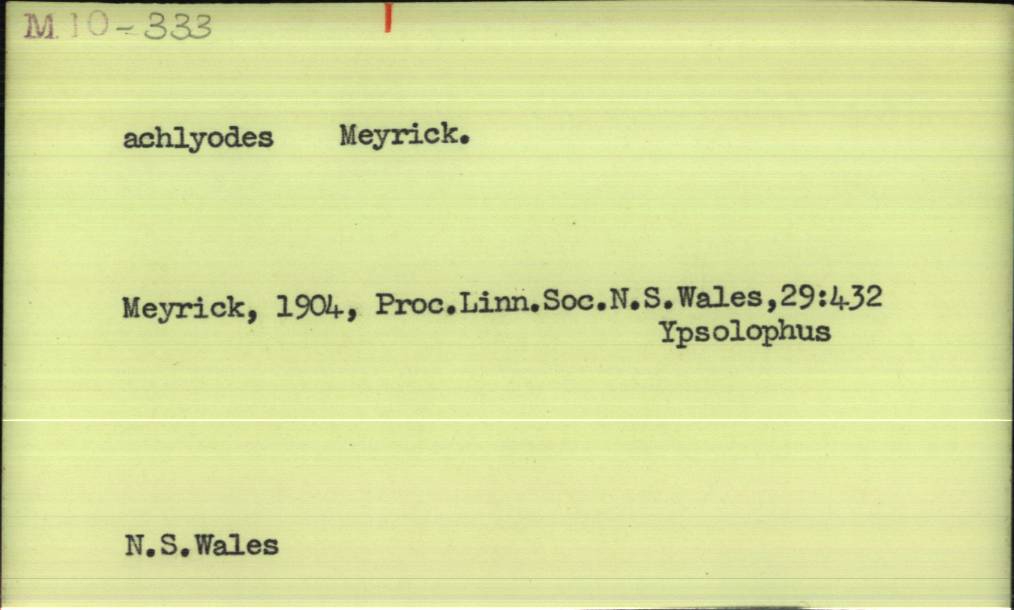 M 10-333
achlyodes Meyrick.
Meyrick, 1904, Proc.Linn.Soc.N.S.Wales,29:432
Ypsolophus
N.S.Wales